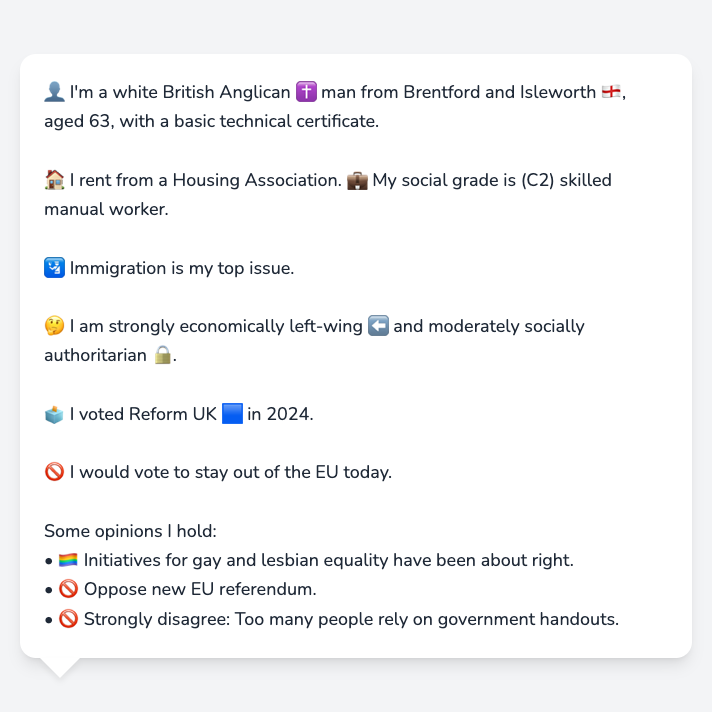 👤 I'm a white British Anglican ✝️ man from Brentford and Isleworth 🏴󠁧󠁢󠁥󠁮󠁧󠁿,
aged 63, with a basic technical certificate.
🏠 I rent from a Housing Association. 💼 My social grade is (C2) skilled
manual worker.
🛂 Immigration is my top issue.
🤔 I am strongly economically left-wing ⬅️ and moderately socially
authoritarian 🔒.
🗳️ I voted Reform UK 🟦 in 2024.
🚫 I would vote to stay out of the EU today.
Some opinions I hold:
• 🏳️‍🌈 Initiatives for gay and lesbian equality have been about right.
• 🚫 Oppose new EU referendum.
• 🚫 Strongly disagree: Too many people rely on government handouts.